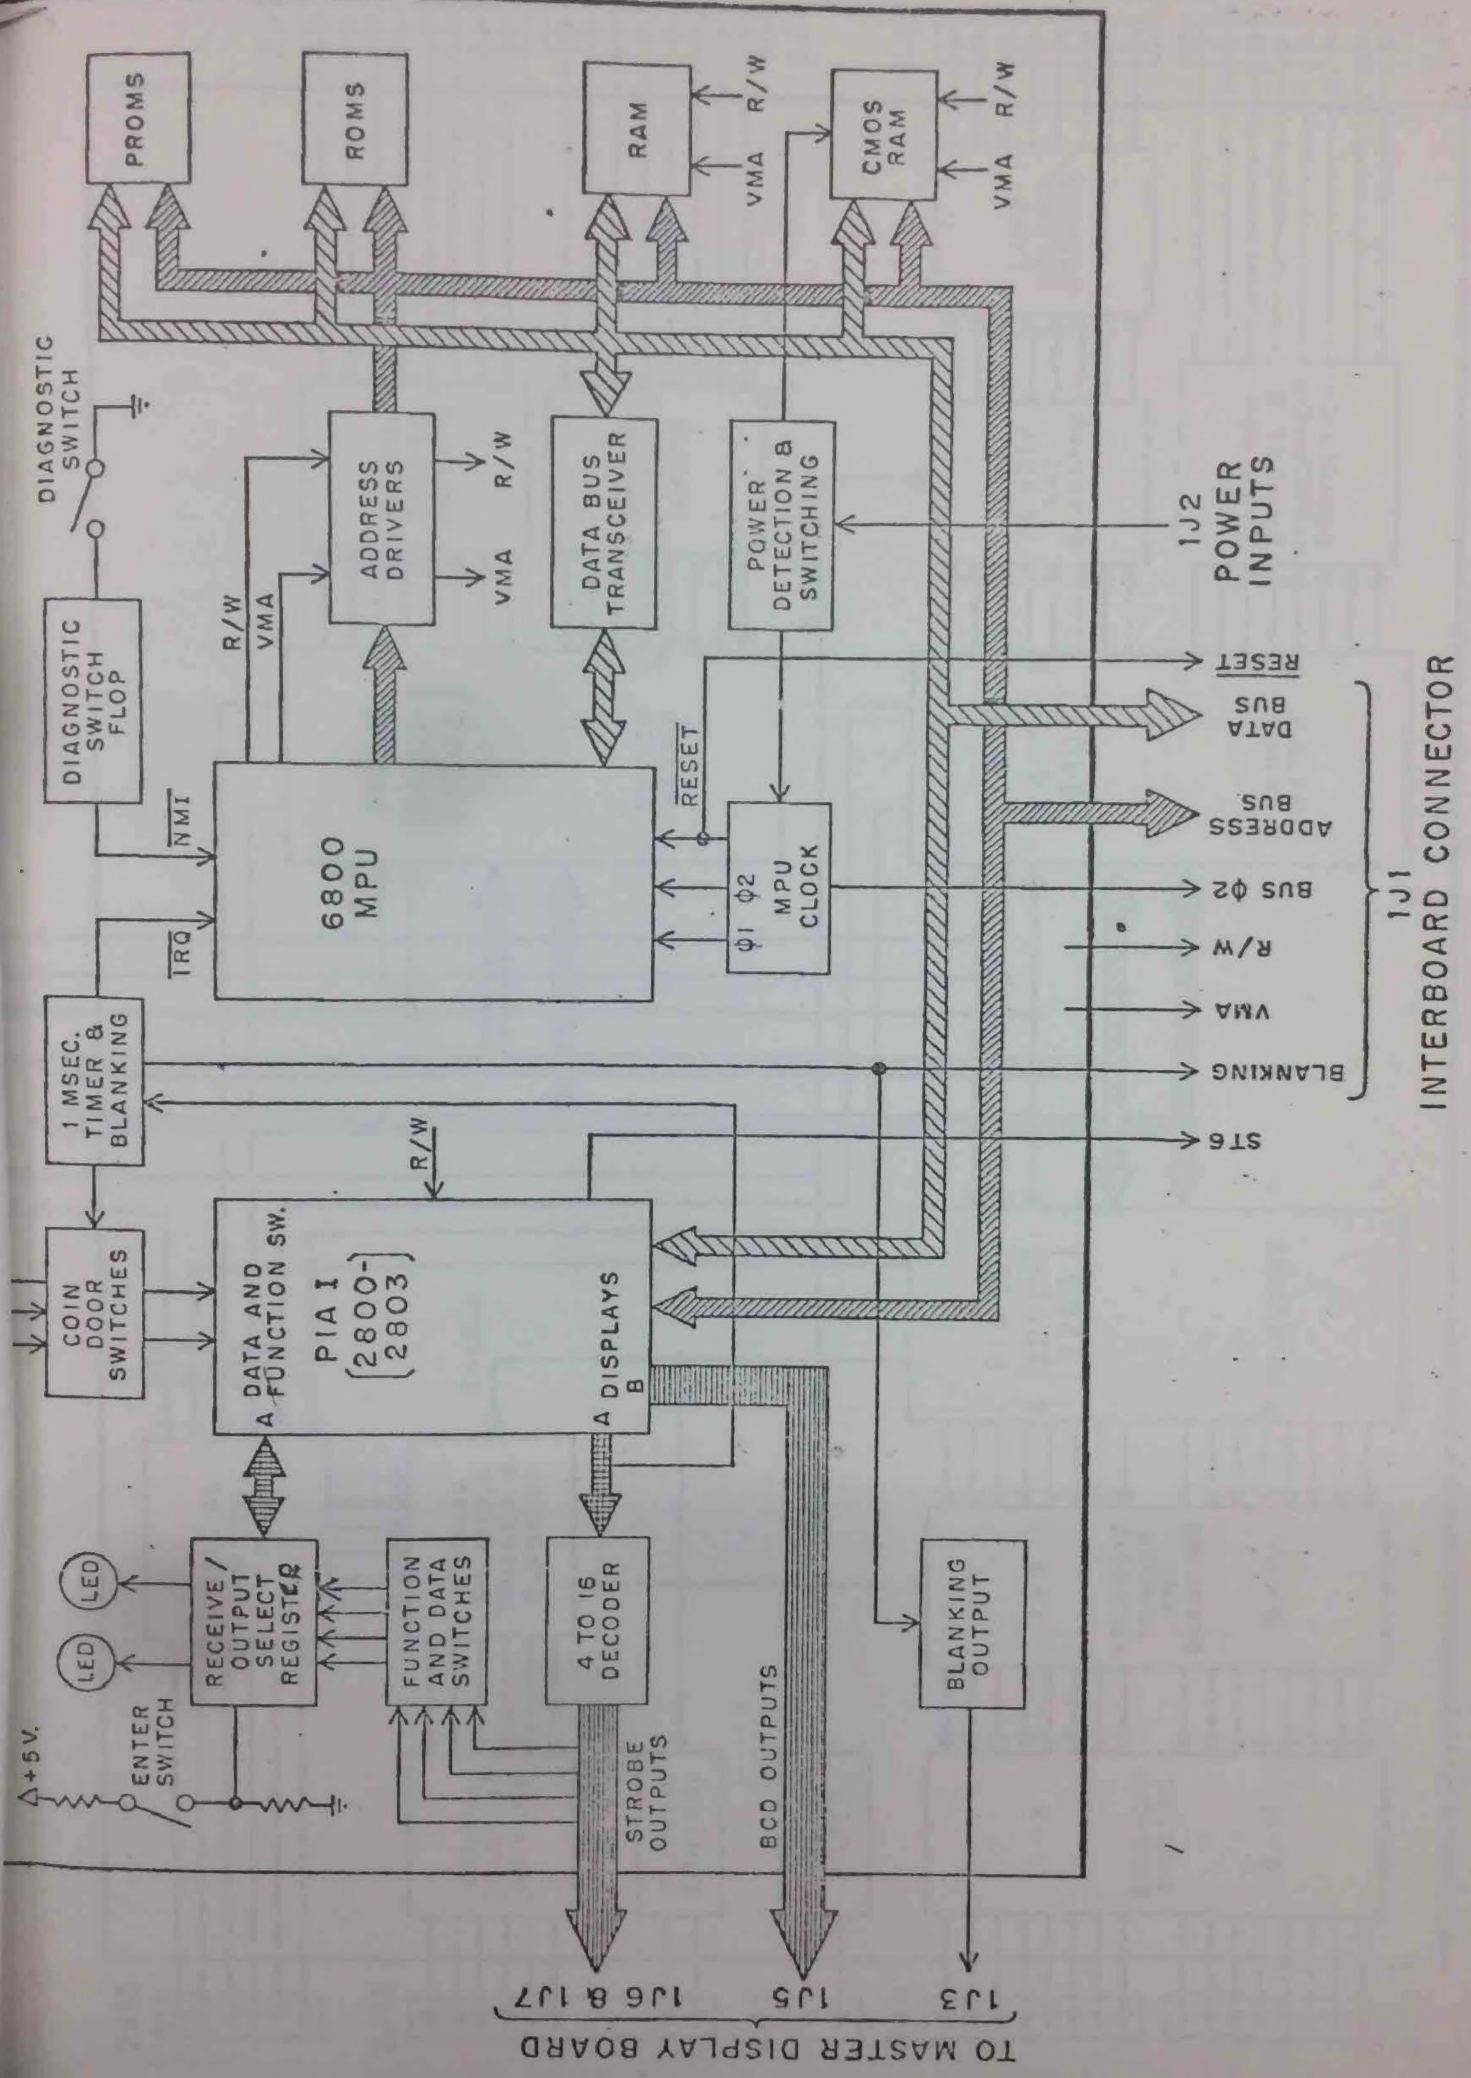 +5V.
ENTER
SWITCH
LED
LED
RECEIVE/
OUTPUT
SELECT
REGISTER
FUNCTION
AND DATA
SWITCHES
4 TO 16
DECODER
STROBE
OUTPUTS
BCD OUTPUTS
BLANKING
OUTPUT
TO MASTER DISPLAY BOARD
1J6 & 1J7
1J5
1J3
COIN
DOOR
SWITCHES
A DATA AND
FUNCTION SW.
PIA I
(2800-
2803)
A DISPLAYS
B
R/W
1 MSEC.
TIMER &
BLANKING
IRQ
NMI
6800
MPU
RESET
φ1 φ2
MPU
CLOCK
DIAGNOSTIC
SWITCH
FLOP
DIAGNOSTIC
SWITCH
R/W
VMA
ADDRESS
DRIVERS
VMA R/W
DATA BUS
TRANSCEIVER
POWER
DETECTION &
SWITCHING
PROMS
ROMS
RAM
VMA R/W
CMOS
RAM
VMA R/W
ST6
BLANKING
VMA
R/W
BUS φ2
ADDRESS
BUS
DATA
BUS
RESET
1J2
POWER
INPUTS
1J1
INTERBOARD CONNECTOR